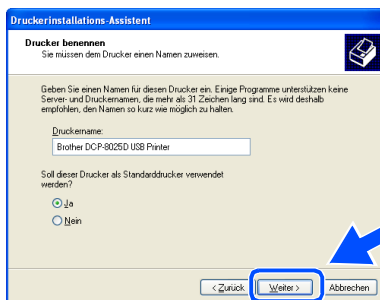 Druckerinstallations-Assistent
Drucker benennen
Sie müssen dem Drucker einen Namen zuweisen.
Geben Sie einen Namen für diesen Drucker ein. Einige Programme unterstützen keine
Server- und Druckernamen, die mehr als 31 Zeichen lang sind. Es wird deshalb
empfohlen, den Namen so kurz wie möglich zu halten.
Druckername:
Brother DCP-8025D USB Printer
Soll dieser Drucker als Standarddrucker verwendet
werden?
Ja
Nein
< Zurück Weiter > Abbrechen